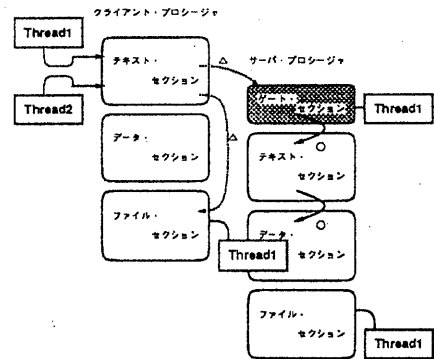 クライアント・プロシージャ
Thread1
テキスト・
セクション
Thread2
データ・
セクション
ファイル・
セクション
Thread1
サーバ・プロシージャ
ゲート・
セクション
Thread1
テキスト・
セクション
データ・
セクション
ファイル・
セクション
Thread1